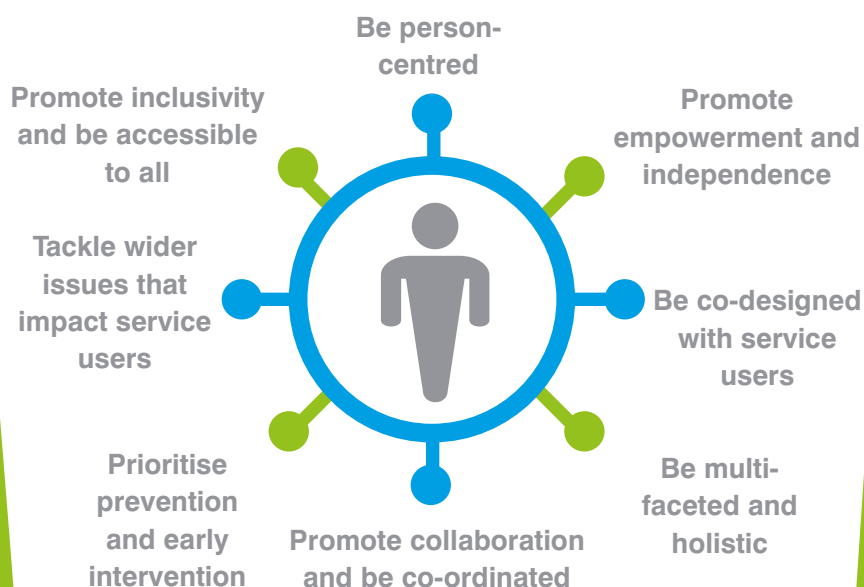 Be person-
centred
Promote
empowerment and
independence
Be co-designed
with service
users
Be multi-
faceted and
holistic
Promote collaboration
and be co-ordinated
Prioritise
prevention
and early
intervention
Tackle wider
issues that
impact service
users
Promote inclusivity
and be accessible
to all